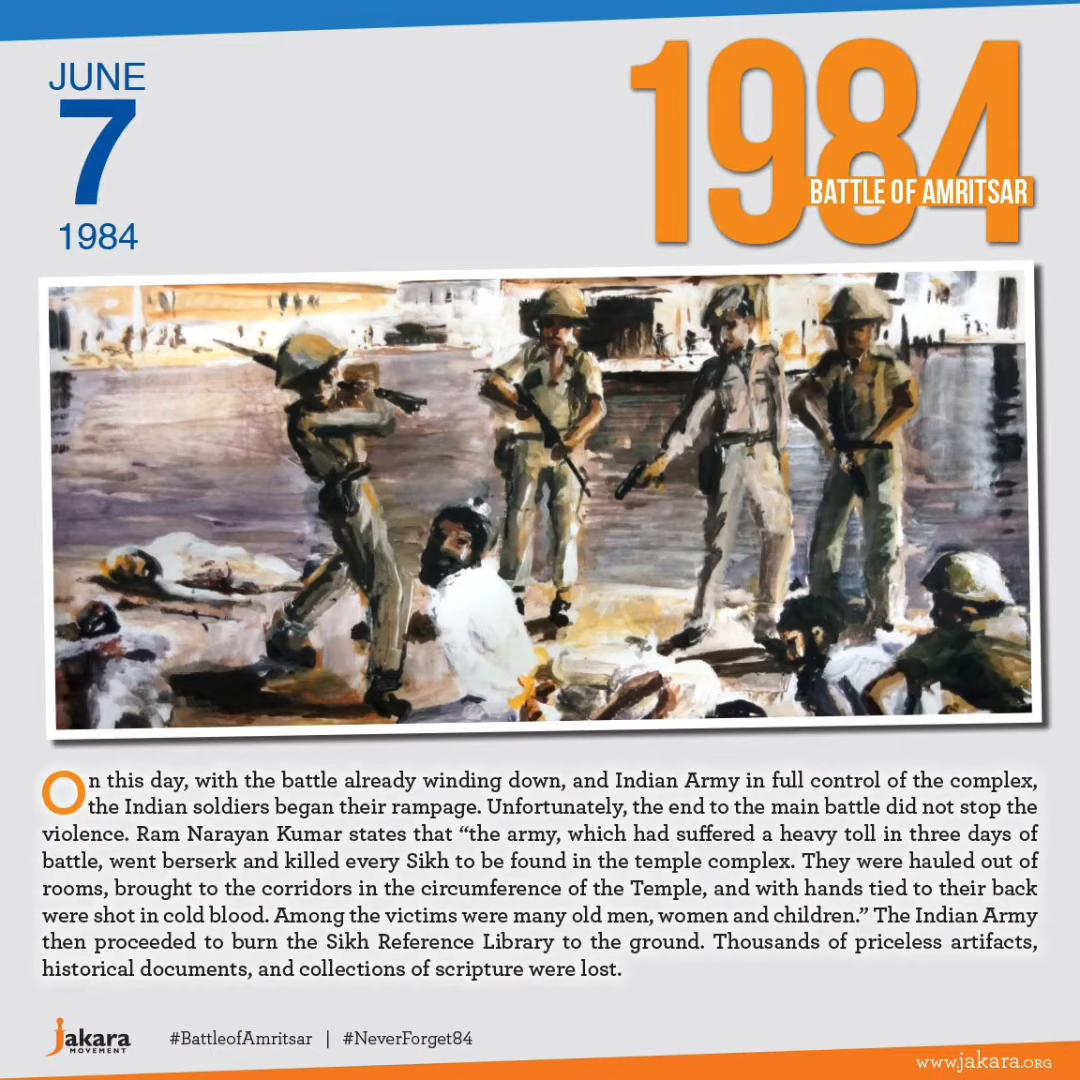 JUNE
7
1984
1984
BATTLE OF AMRITSAR
On this day, with the battle already winding down, and Indian Army in full control of the complex,
the Indian soldiers began their rampage. Unfortunately, the end to the main battle did not stop the
violence. Ram Narayan Kumar states that “the army, which had suffered a heavy toll in three days of
battle, went berserk and killed every Sikh to be found in the temple complex. They were hauled out of
rooms, brought to the corridors in the circumference of the Temple, and with hands tied to their back
were shot in cold blood. Among the victims were many old men, women and children.” The Indian Army
then proceeded to burn the Sikh Reference Library to the ground. Thousands of priceless artifacts,
historical documents, and collections of scripture were lost.
jakara
MOVEMENT
#BattleofAmritsar | #NeverForget84
www.jakara.org